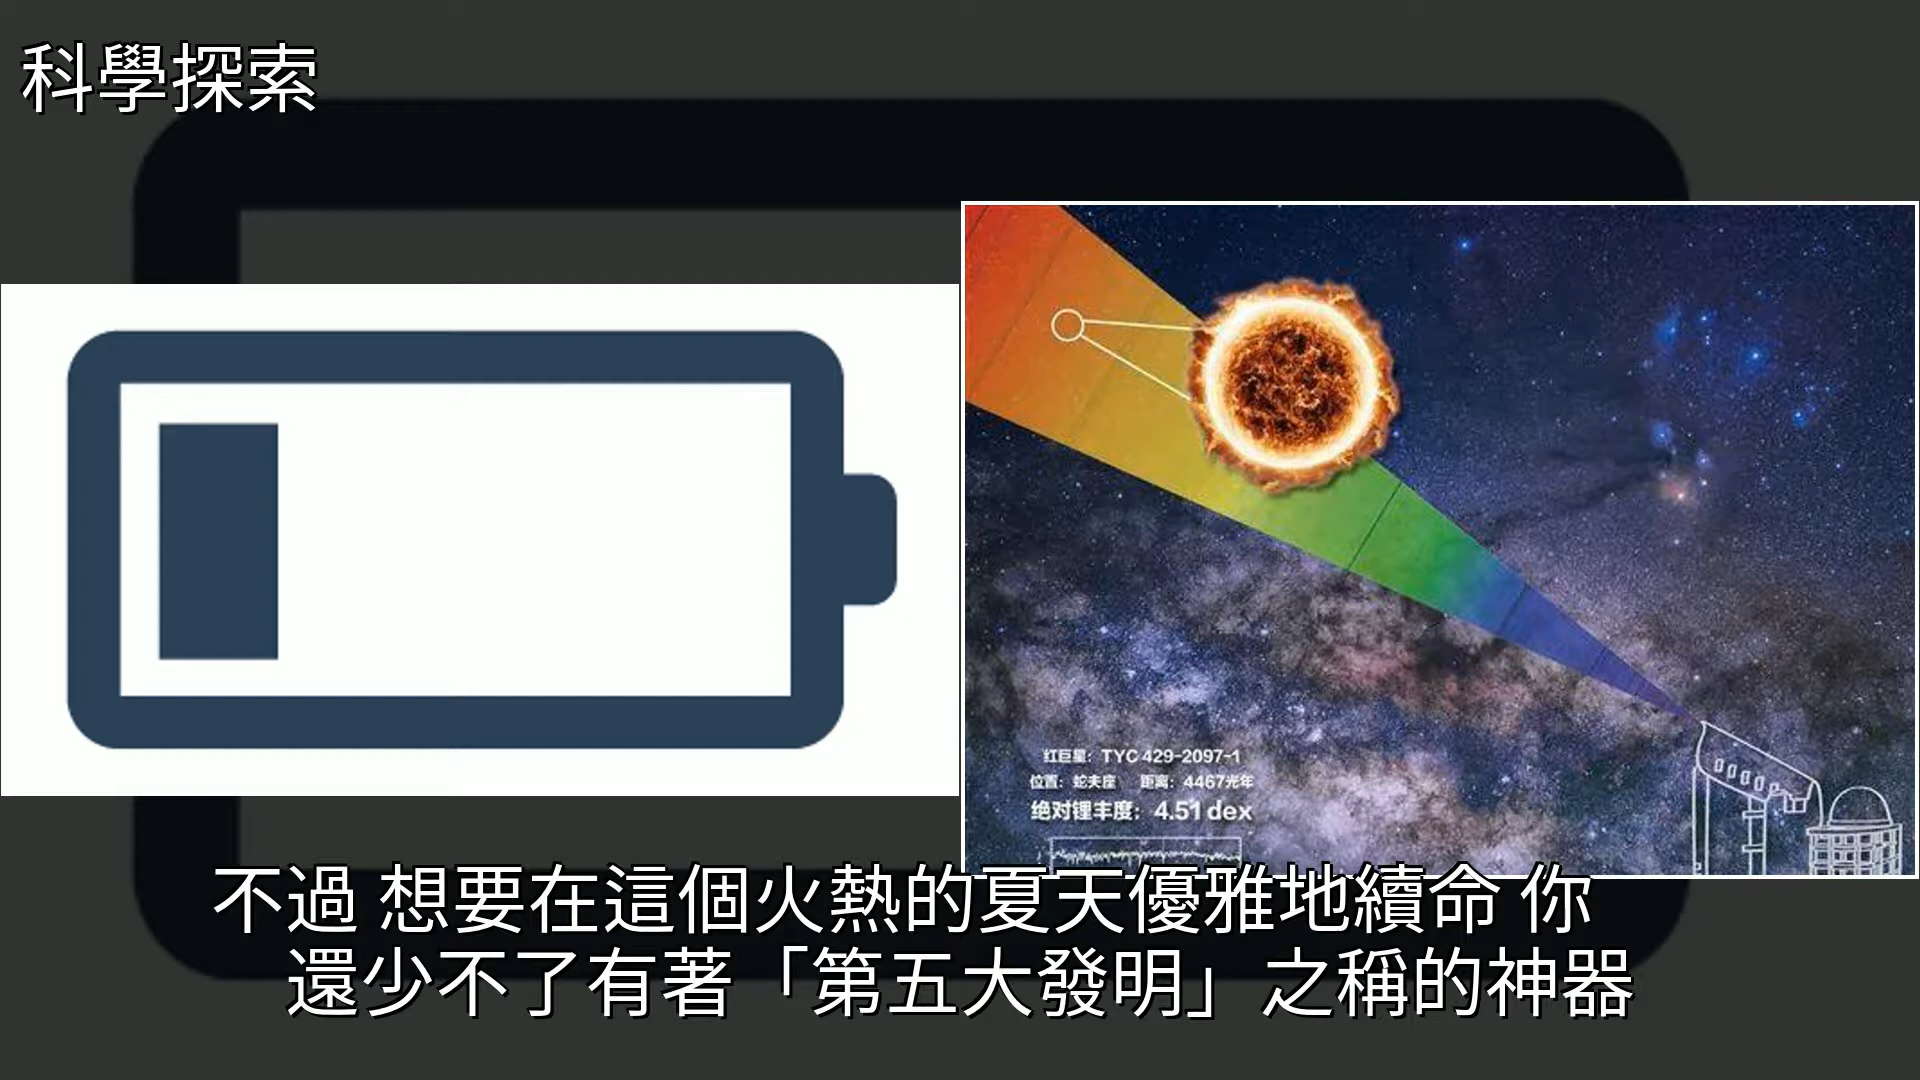 科學探索
红巨星：TYC 429-2097-1
位置：蛇夫座 距离：4467光年
绝对锂丰度：4.51 dex
不過 想要在這個火熱的夏天優雅地續命 你
還少不了有著「第五大發明」之稱的神器